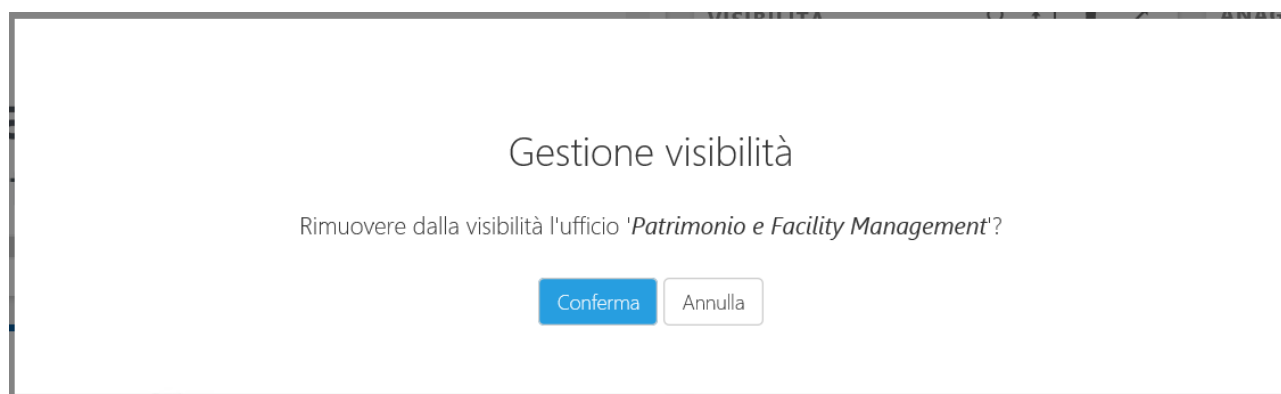 Gestione visibilità
Rimuovere dalla visibilità l'ufficio 'Patrimonio e Facility Management'?
Conferma Annulla